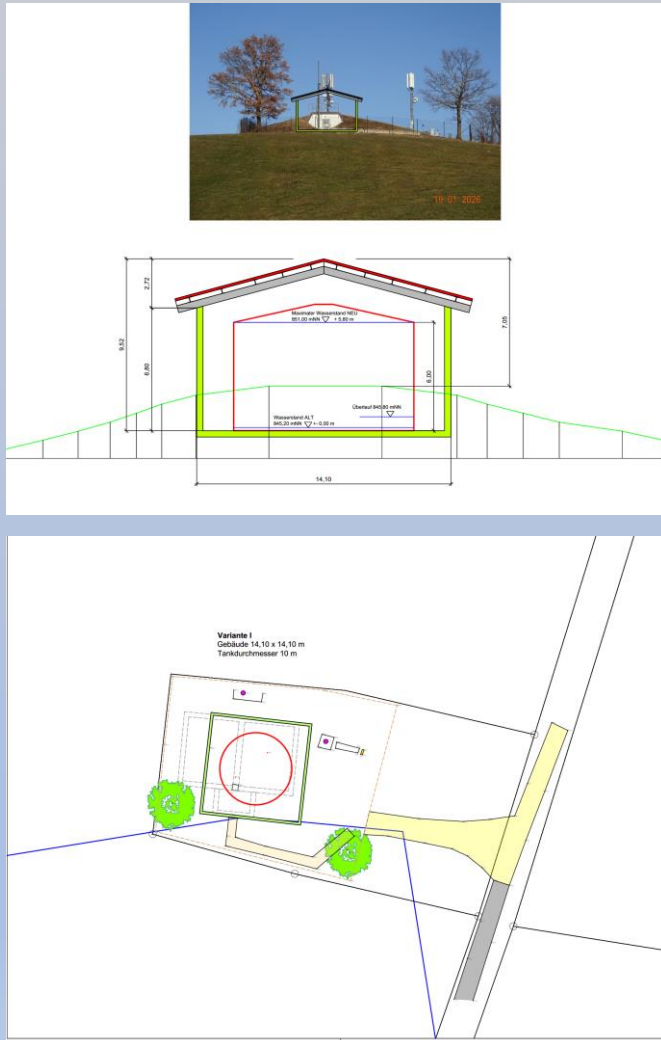 19 01 2026
2,72
9,52
6,80
7,05
6,00
Maximaler Wasserstand NEU
851,00 mNN + 5.80 m
Überlauf 845,80 mNN
Wasserstand ALT
845,20 mNN +- 0.00 m
14,10
Variante I
Gebäude 14,10 x 14,10 m
Tankdurchmesser 10 m